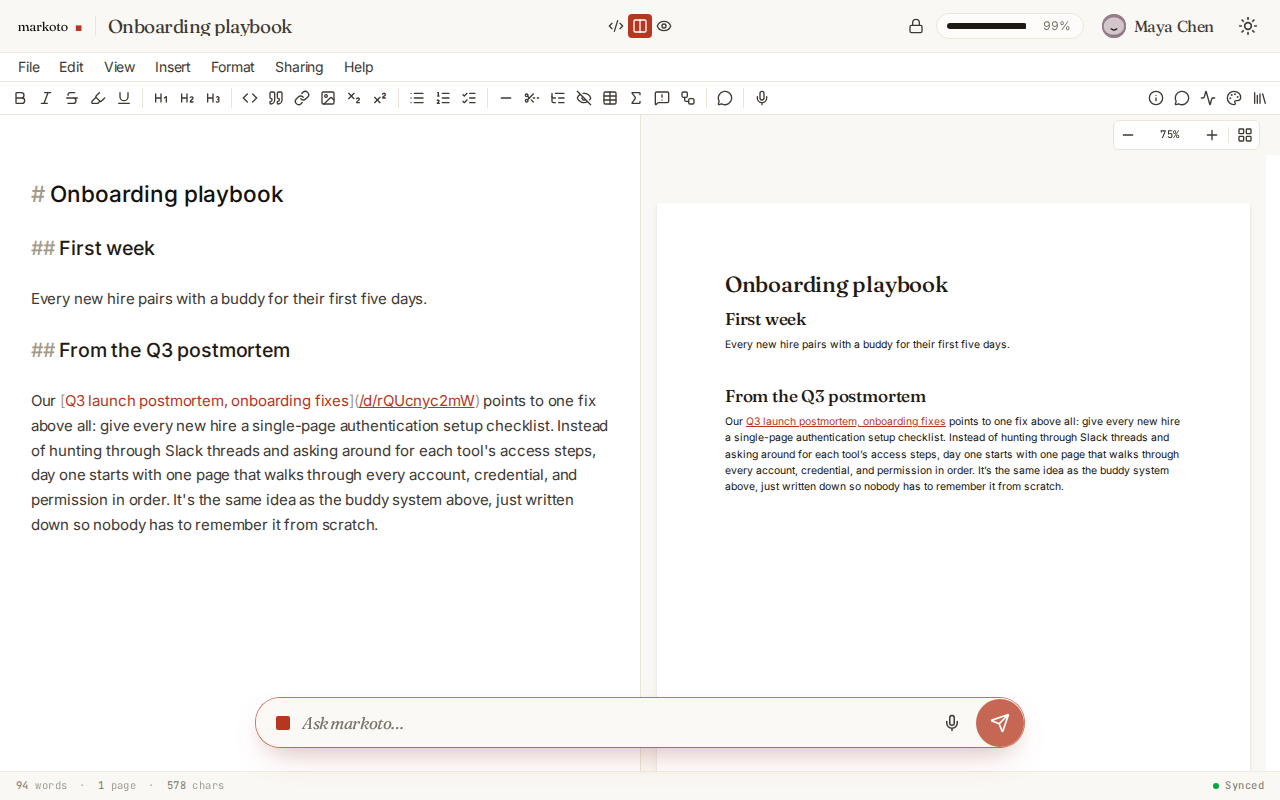 markoto
Onboarding playbook
99%
Maya Chen
File Edit View Insert Format Sharing Help
H1 H2 H3
75%
# Onboarding playbook
## First week
Every new hire pairs with a buddy for their first five days.
## From the Q3 postmortem
Our [Q3 launch postmortem, onboarding fixes](/d/rQUcnyc2mW) points to one fix
above all: give every new hire a single-page authentication setup checklist. Instead
of hunting through Slack threads and asking around for each tool's access steps,
day one starts with one page that walks through every account, credential, and
permission in order. It's the same idea as the buddy system above, just written
down so nobody has to remember it from scratch.
Onboarding playbook
First week
Every new hire pairs with a buddy for their first five days.
From the Q3 postmortem
Our Q3 launch postmortem, onboarding fixes points to one fix above all: give every new hire
a single-page authentication setup checklist. Instead of hunting through Slack threads and
asking around for each tool’s access steps, day one starts with one page that walks through
every account, credential, and permission in order. It’s the same idea as the buddy system
above, just written down so nobody has to remember it from scratch.
Ask markoto...
94 words · 1 page · 578 chars
Synced